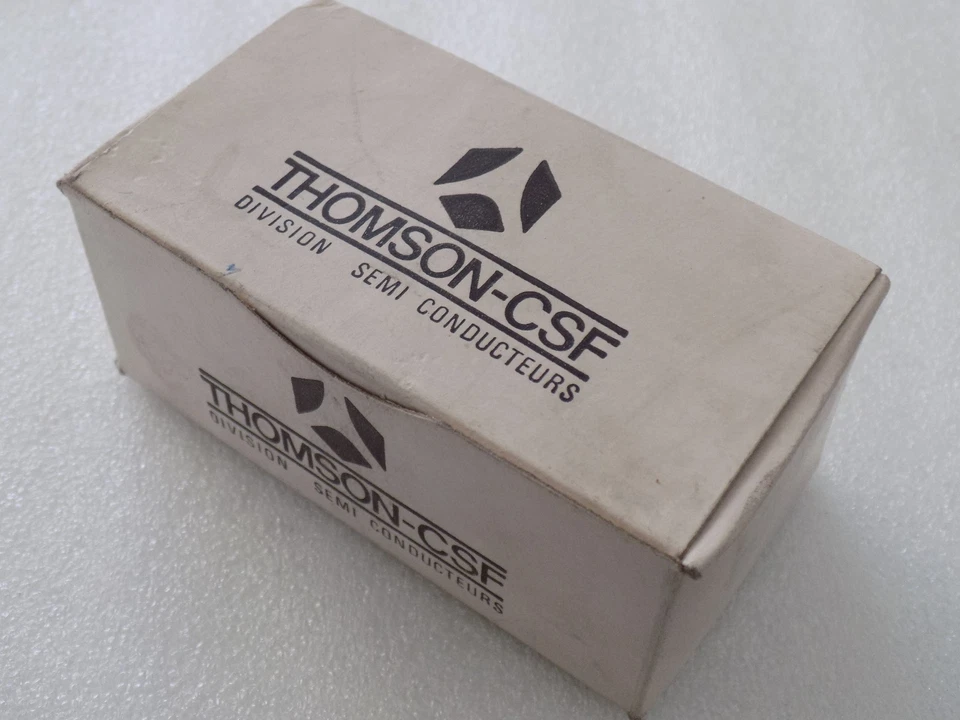 THOMSON-CSF
DIVISION SEMI CONDUCTEURS
THOMSON-CSF
DIVISION SEMI CONDUCTEURS